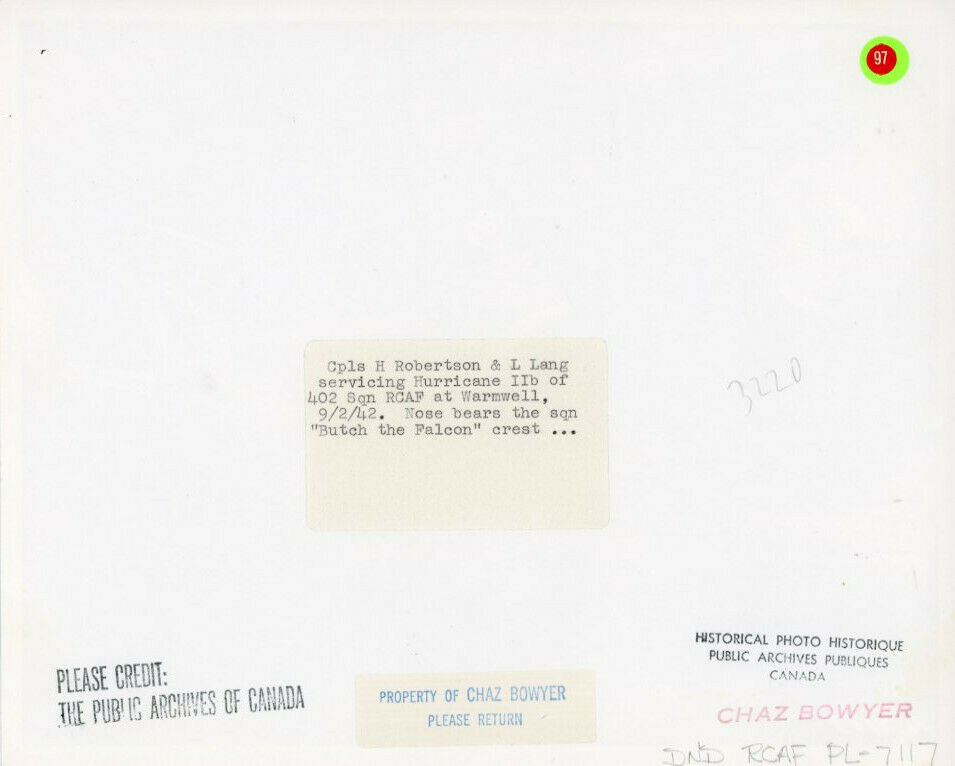 97
Cpls H Robertson & L Lang
servicing Hurricane IIb of
402 Sqn RCAF at Warmwell,
9/2/42. Nose bears the sqn
"Butch the Falcon" crest ...
3220
HISTORICAL PHOTO HISTORIQUE
PUBLIC ARCHIVES PUBLIQUES
CANADA
PLEASE CREDIT:
THE PUBLIC ARCHIVES OF CANADA
PROPERTY OF CHAZ BOWYER
PLEASE RETURN
CHAZ BOWYER
DND RCAF PL-7117